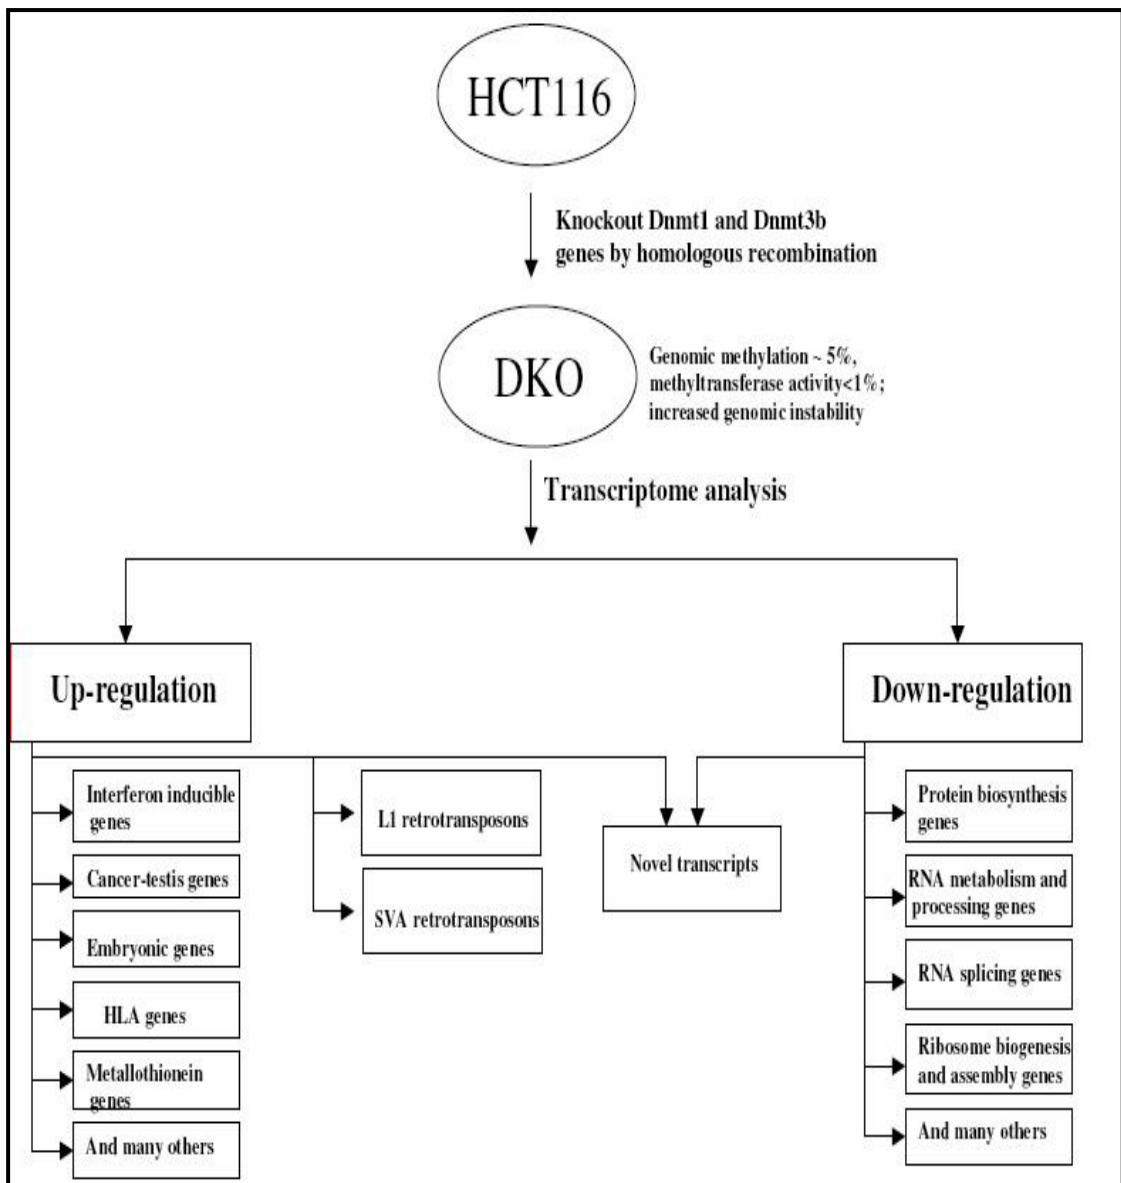 HCT116
Knockout Dnmt1 and Dnmt3b
genes by homologous recombination
DKO
Genomic methylation ~ 5%,
methyltransferase activity<1%;
increased genomic instability
Transcriptome analysis
Up-regulation
Down-regulation
Interferon inducible
genes
Cancer-testis genes
Embryonic genes
HLA genes
Metallothionein
genes
And many others
L1 retrotransposons
SVA retrotransposons
Novel transcripts
Protein biosynthesis
genes
RNA metabolism and
processing genes
RNA splicing genes
Ribosome biogenesis
and assembly genes
And many others